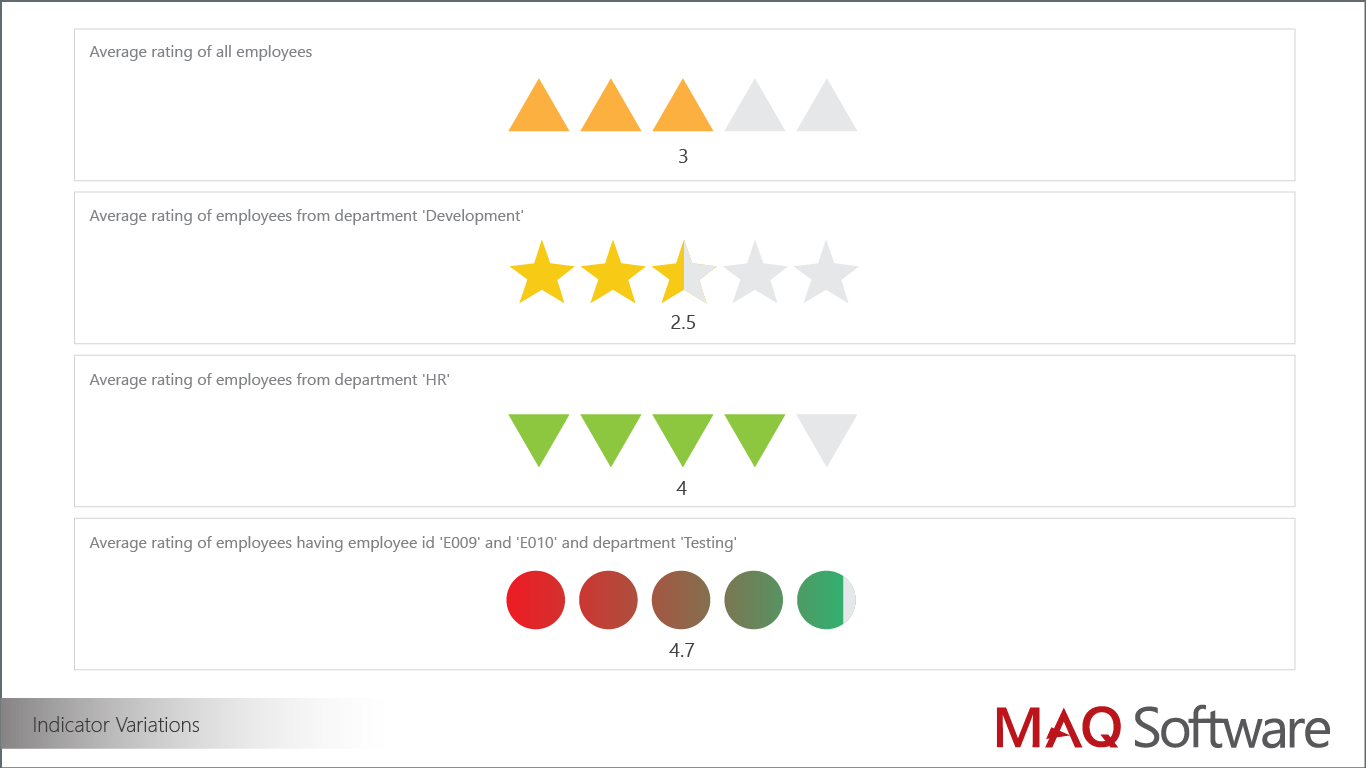 Average rating of all employees
3
Average rating of employees from department 'Development'
2.5
Average rating of employees from department 'HR'
4
Average rating of employees having employee id 'E009' and 'E010' and department 'Testing'
4.7
Indicator Variations
MAQ Software